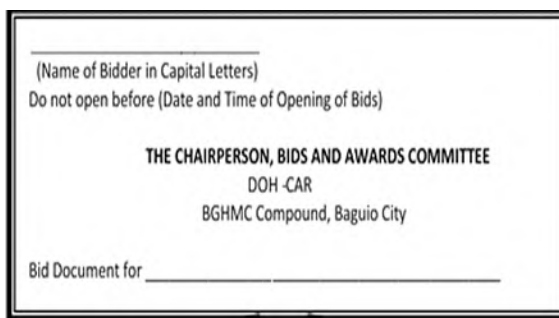 (Name of Bidder in Capital Letters)
Do not open before (Date and Time of Opening of Bids)
THE CHAIRPERSON, BIDS AND AWARDS COMMITTEE
DOH -CAR
BGHMC Compound, Baguio City
Bid Document for